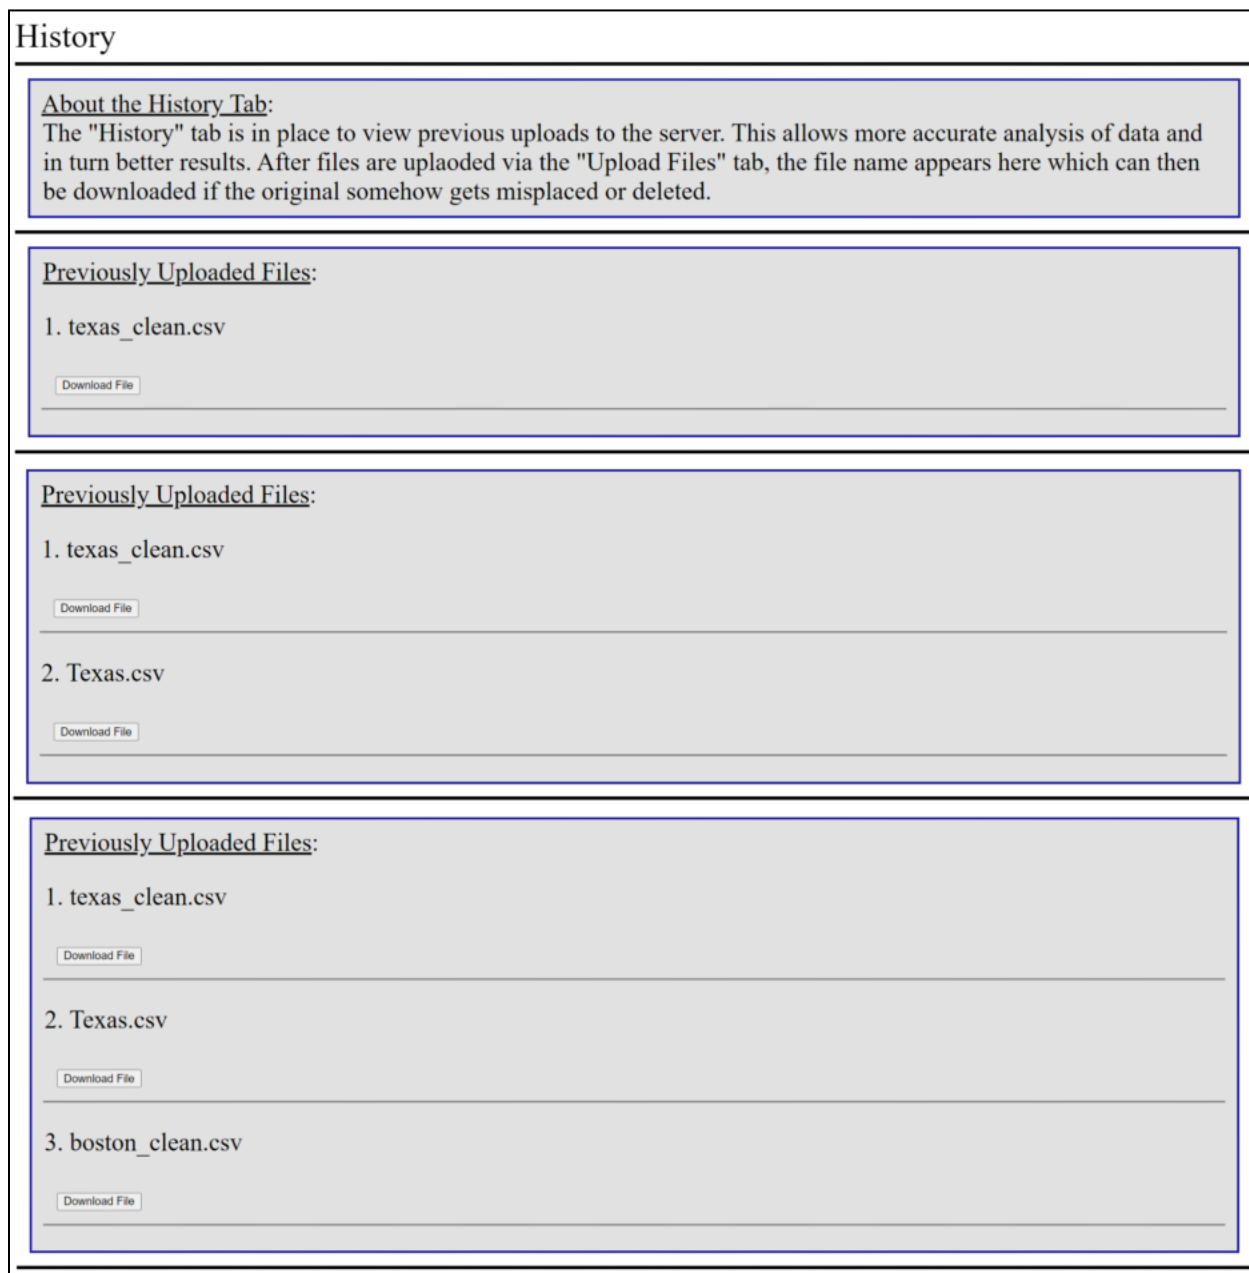 History
About the History Tab:
The "History" tab is in place to view previous uploads to the server. This allows more accurate analysis of data and
in turn better results. After files are uplaoded via the "Upload Files" tab, the file name appears here which can then
be downloaded if the original somehow gets misplaced or deleted.
Previously Uploaded Files:
1. texas_clean.csv
Download File
Previously Uploaded Files:
1. texas_clean.csv
Download File
2. Texas.csv
Download File
Previously Uploaded Files:
1. texas_clean.csv
Download File
2. Texas.csv
Download File
3. boston_clean.csv
Download File